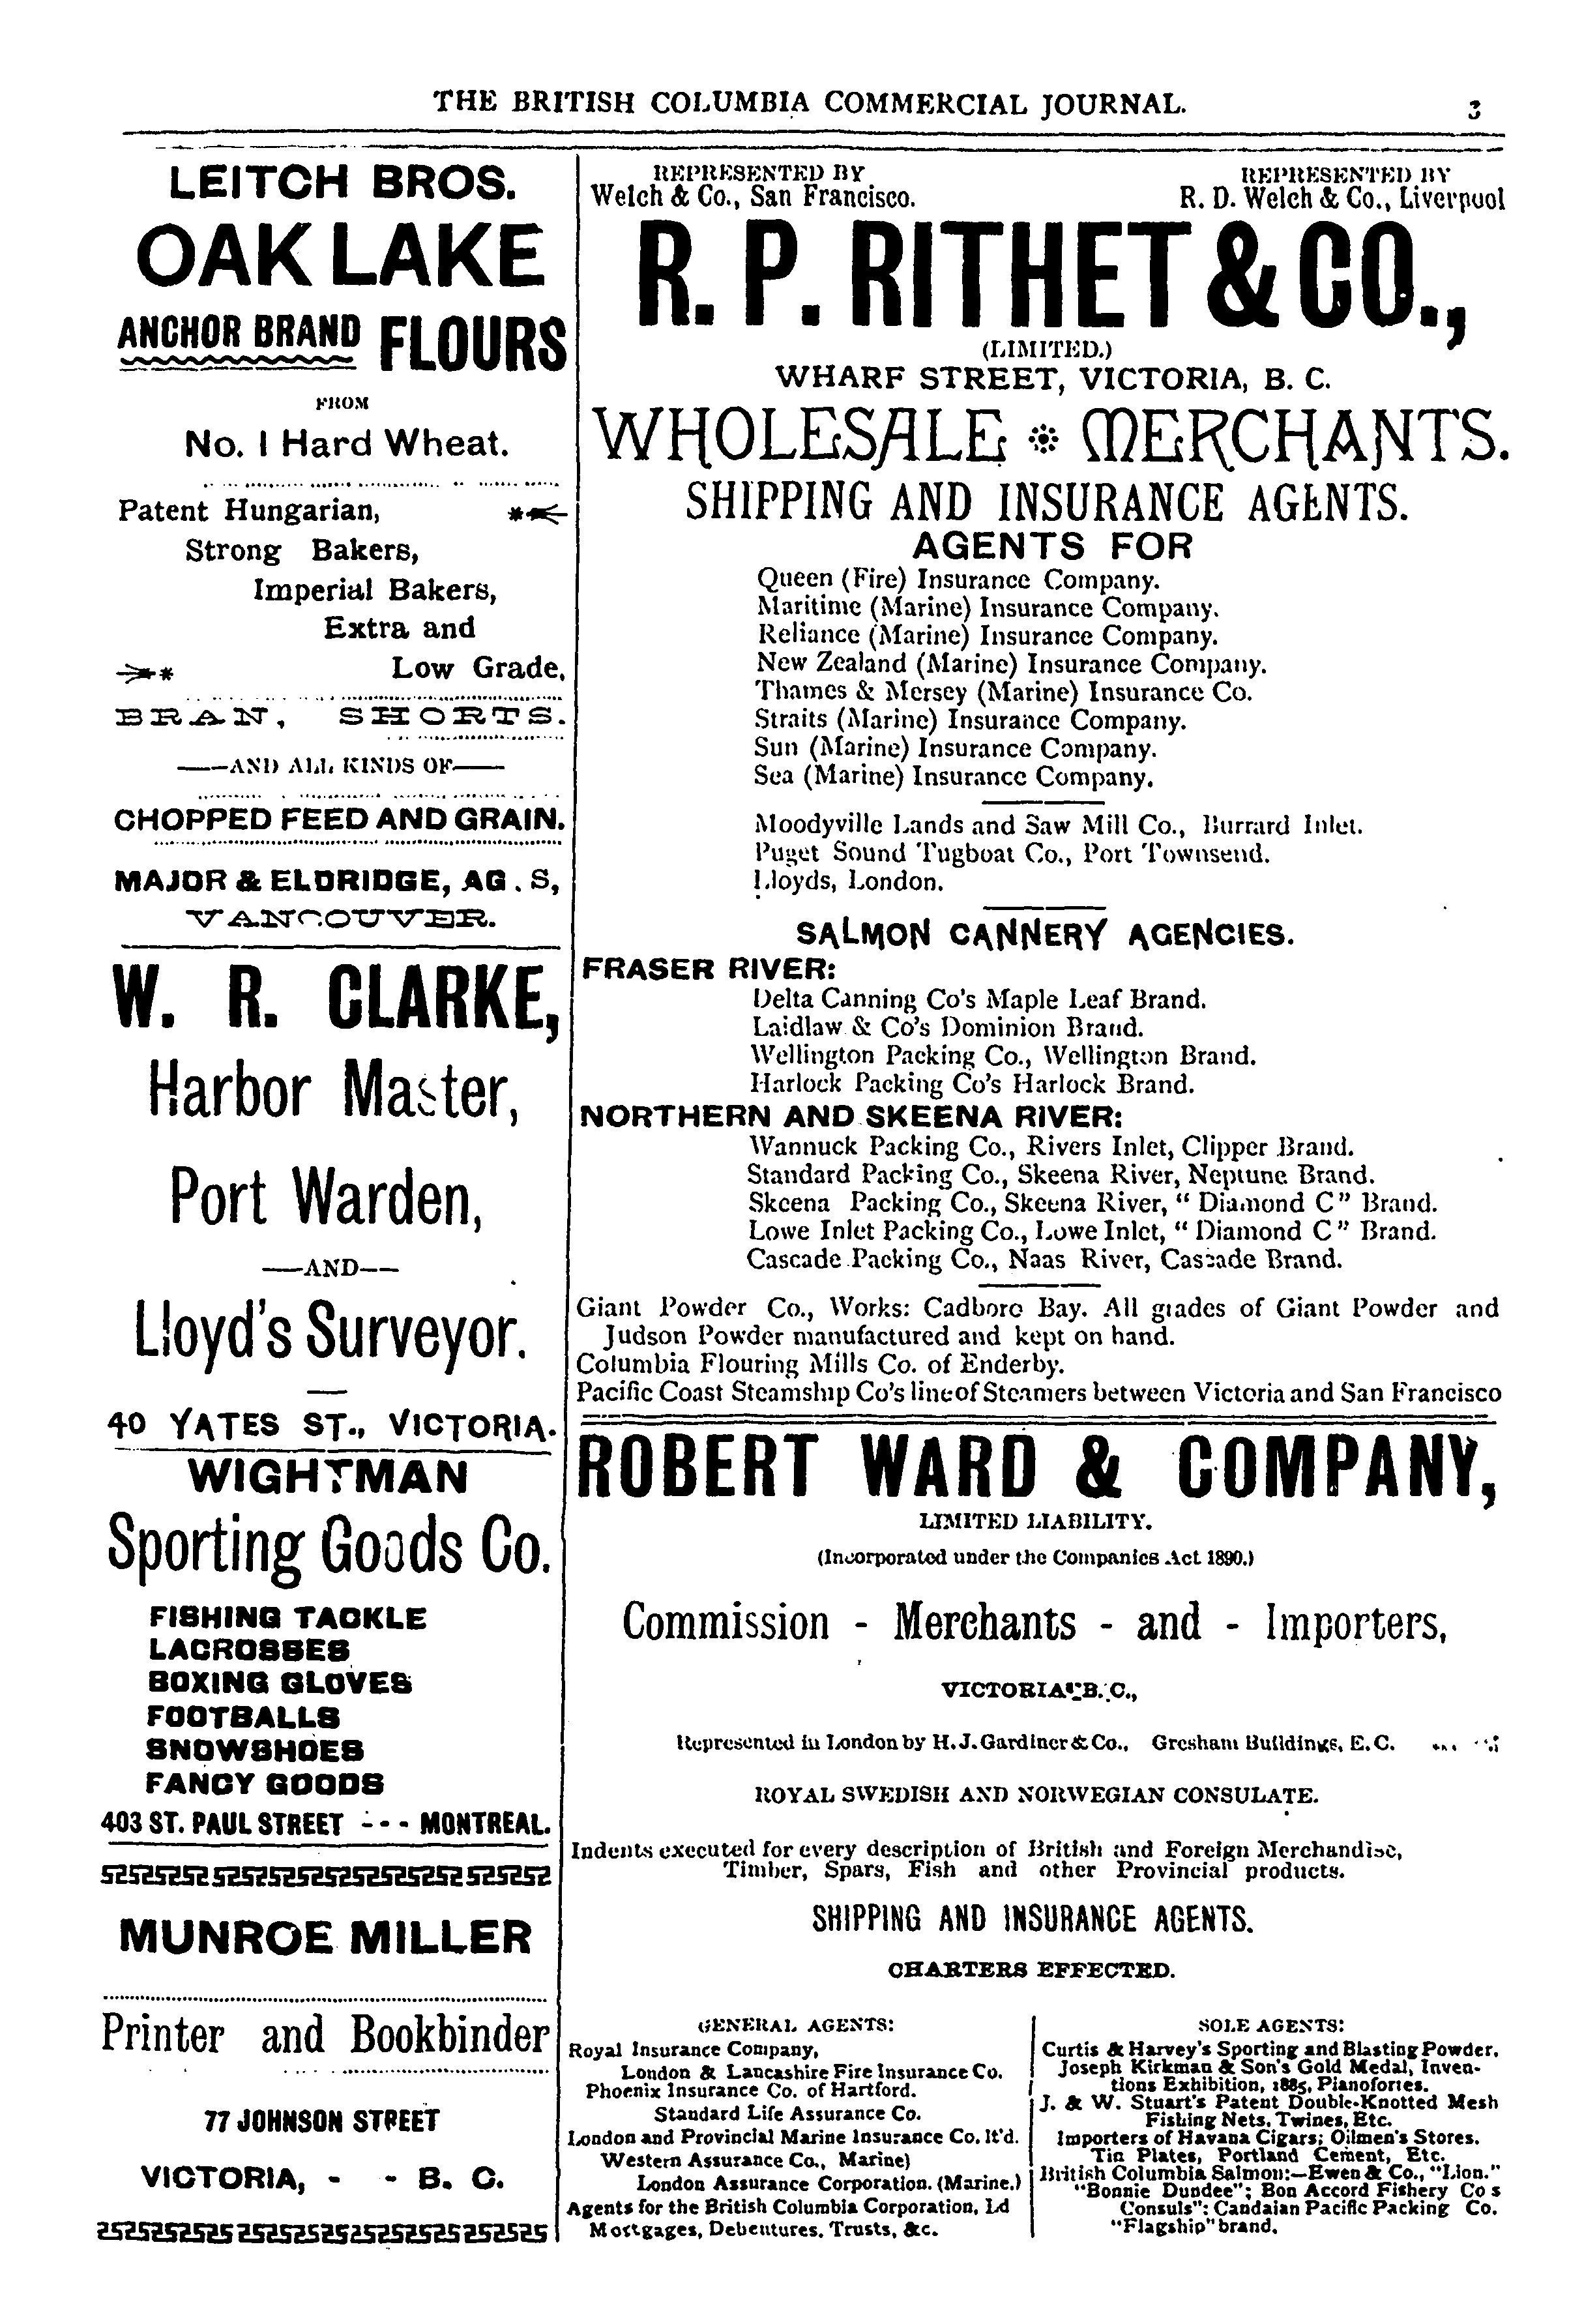 THE BRITISH COLUMBIA COMMERCIAL JOURNAL.
3
LEITCH BROS.
OAK LAKE
ANCHOR BRAND FLOURS
FROM
No. 1 Hard Wheat.
Patent Hungarian,
Strong Bakers,
Imperial Bakers,
Extra and
Low Grade,
BRAN, SHORTS.
AND ALL KINDS OF
CHOPPED FEED AND GRAIN.
MAJOR & ELDRIDGE, AG . S,
VANCOUVER.
W. R. CLARKE,
Harbor Master,
Port Warden,
—AND—
Lloyd's Surveyor.
40 YATES ST., VICTORIA.
WIGHTMAN
Sporting Goods Co.
FISHING TACKLE
LACROSSES
BOXING GLOVES
FOOTBALLS
SNOWSHOES
FANCY GOODS
403 ST. PAUL STREET - - - MONTREAL.
MUNROE MILLER
Printer and Bookbinder
77 JOHNSON STREET
VICTORIA, - - B. C.
REPRESENTED BY
Welch & Co., San Francisco.
REPRESENTED BY
R. D. Welch & Co., Liverpool
R. P. RITHET & CO.,
(LIMITED.)
WHARF STREET, VICTORIA, B. C.
WHOLESALE MERCHANTS.
SHIPPING AND INSURANCE AGENTS.
AGENTS FOR
Queen (Fire) Insurance Company.
Maritime (Marine) Insurance Company.
Reliance (Marine) Insurance Company.
New Zealand (Marine) Insurance Company.
Thames & Mersey (Marine) Insurance Co.
Straits (Marine) Insurance Company.
Sun (Marine) Insurance Company.
Sea (Marine) Insurance Company.
Moodyville Lands and Saw Mill Co., Burrard Inlet.
Puget Sound Tugboat Co., Port Townsend.
Lloyds, London.
SALMON CANNERY AGENCIES.
FRASER RIVER:
Delta Canning Co's Maple Leaf Brand.
Laidlaw & Co's Dominion Brand.
Wellington Packing Co., Wellington Brand.
Harlock Packing Co's Harlock Brand.
NORTHERN AND SKEENA RIVER:
Wannuck Packing Co., Rivers Inlet, Clipper Brand.
Standard Packing Co., Skeena River, Neptune Brand.
Skeena Packing Co., Skeena River, " Diamond C" Brand.
Lowe Inlet Packing Co., Lowe Inlet, " Diamond C" Brand.
Cascade Packing Co., Naas River, Cascade Brand.
Giant Powder Co., Works: Cadboro Bay. All grades of Giant Powder and
Judson Powder manufactured and kept on hand.
Columbia Flouring Mills Co. of Enderby.
Pacific Coast Steamship Co's line of Steamers between Victoria and San Francisco
ROBERT WARD & COMPANY,
LIMITED LIABILITY.
(Incorporated under the Companies Act 1890.)
Commission - Merchants - and - Importers,
VICTORIA, B. C.,
Represented in London by H. J. Gardiner & Co., Gresham Buildings, E. C.
ROYAL SWEDISH AND NORWEGIAN CONSULATE.
Indents executed for every description of British and Foreign Merchandise,
Timber, Spars, Fish and other Provincial products.
SHIPPING AND INSURANCE AGENTS.
CHARTERS EFFECTED.
GENERAL AGENTS:
Royal Insurance Company,
London & Lancashire Fire Insurance Co.
Phoenix Insurance Co. of Hartford.
Standard Life Assurance Co.
London and Provincial Marine Insurance Co. lt'd.
Western Assurance Co., Marine)
London Assurance Corporation. (Marine.)
Agents for the British Columbia Corporation, Ld
Mortgages, Debentures, Trusts, &c.
SOLE AGENTS:
Curtis & Harvey's Sporting and Blasting Powder.
Joseph Kirkman & Son's Gold Medal, Inven-
tions Exhibition, 1885, Pianofortes.
J. & W. Stuart's Patent Double-Knotted Mesh
Fishing Nets, Twines, Etc.
Importers of Havana Cigars; Oilmen's Stores.
Tin Plates, Portland Cement, Etc.
British Columbia Salmon:—Ewen & Co., "Lion."
"Bonnie Dundee"; Bon Accord Fishery Co s
Consuls"; Candaian Pacific Packing Co.
"Flagship" brand.